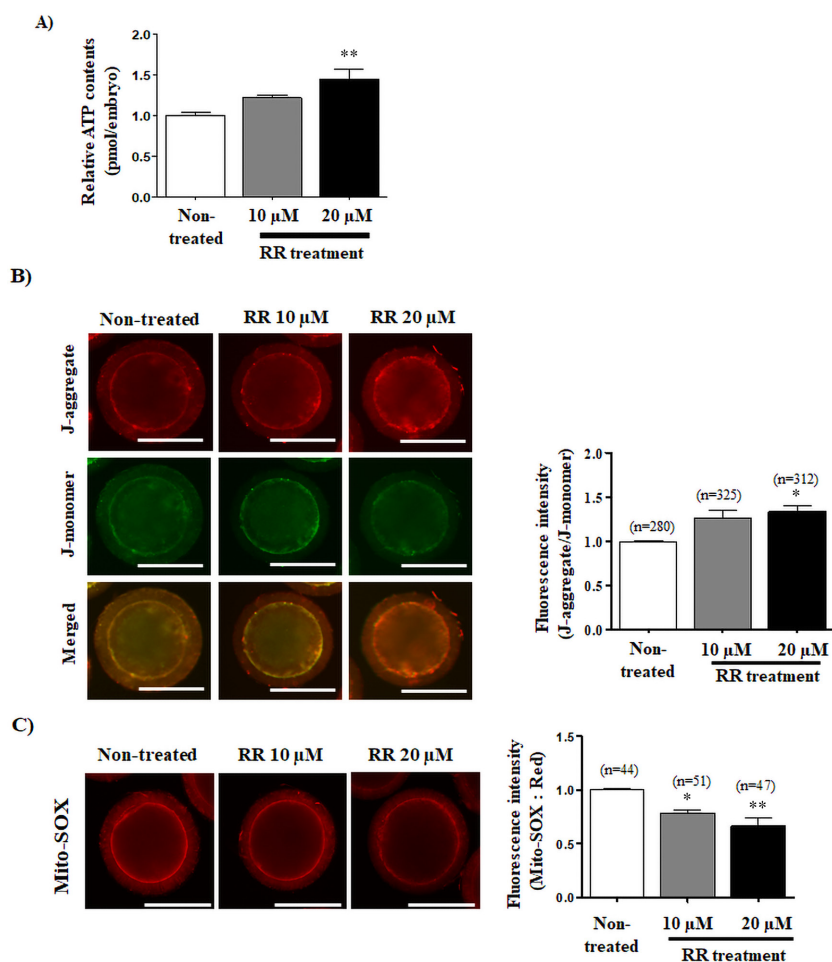 A)
Relative ATP contents
(pmol/embryo)
2.0
1.5
1.0
0.5
0.0
**
Non-
treated
10 µM
20 µM
RR treatment
B)
Non-treated
RR 10 µM
RR 20 µM
J-aggregate
J-monomer
Merged
Fluorescence intensity
(J-aggregate/J-monomer)
2.0
1.5
1.0
0.5
0.0
(n=280)
(n=325)
(n=312)
*
Non-
treated
10 µM
20 µM
RR treatment
C)
Non-treated
RR 10 µM
RR 20 µM
Mito-SOX
Fluorescence intensity
(Mito-SOX : Red)
1.5
1.0
0.5
0.0
(n=44)
(n=51)
*
(n=47)
**
Non-
treated
10 µM
20 µM
RR treatment